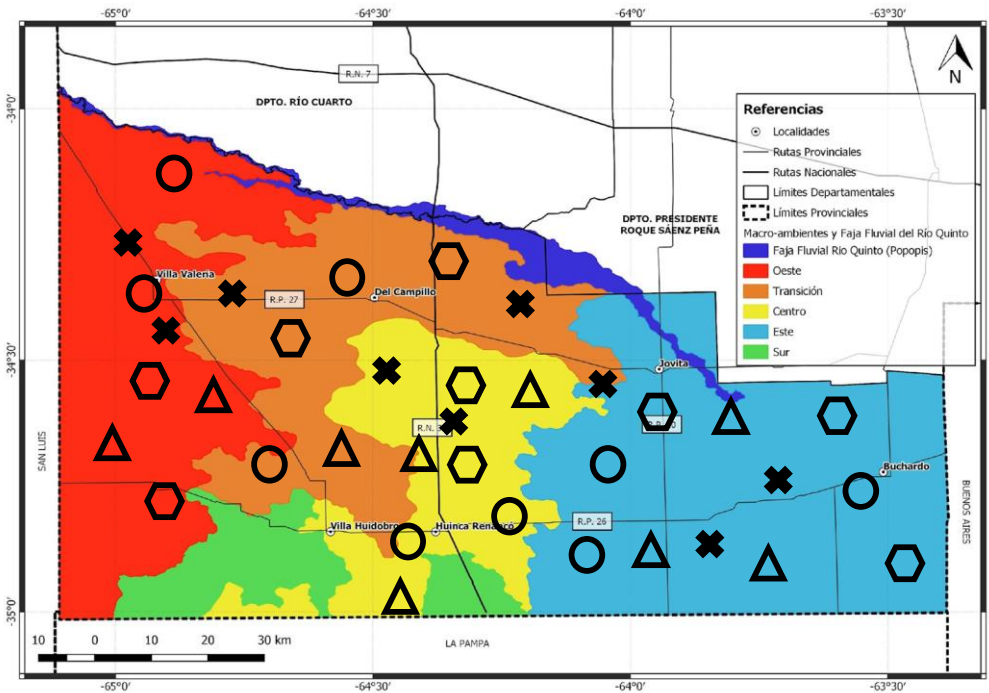 -65°0'
-64°30'
-64°0'
-63°30'
R.N. 7
N
DPTO. RÍO CUARTO
-34°0'
-34°30'
-35°0'
DPTO. PRESIDENTE
ROQUE SÁENZ PEÑA
Referencias
Localidades
Rutas Provinciales
Rutas Nacionales
Límites Departamentales
Límites Provinciales
Macro-ambientes y Faja Fluvial del Río Quinto
Faja Fluvial Rio Quinto (Popopis)
Oeste
Transición
Centro
Este
Sur
Villa Valeria
R.P. 27
Del Campillo
Jovita
R.N. 3
SAN LUIS
Buchardo
BUENOS AIRES
Villa Huidobro
Huinca Renancó
R.P. 26
LA PAMPA
10 0 10 20 30 km
-65°0'
-64°30'
-64°0'
-63°30'